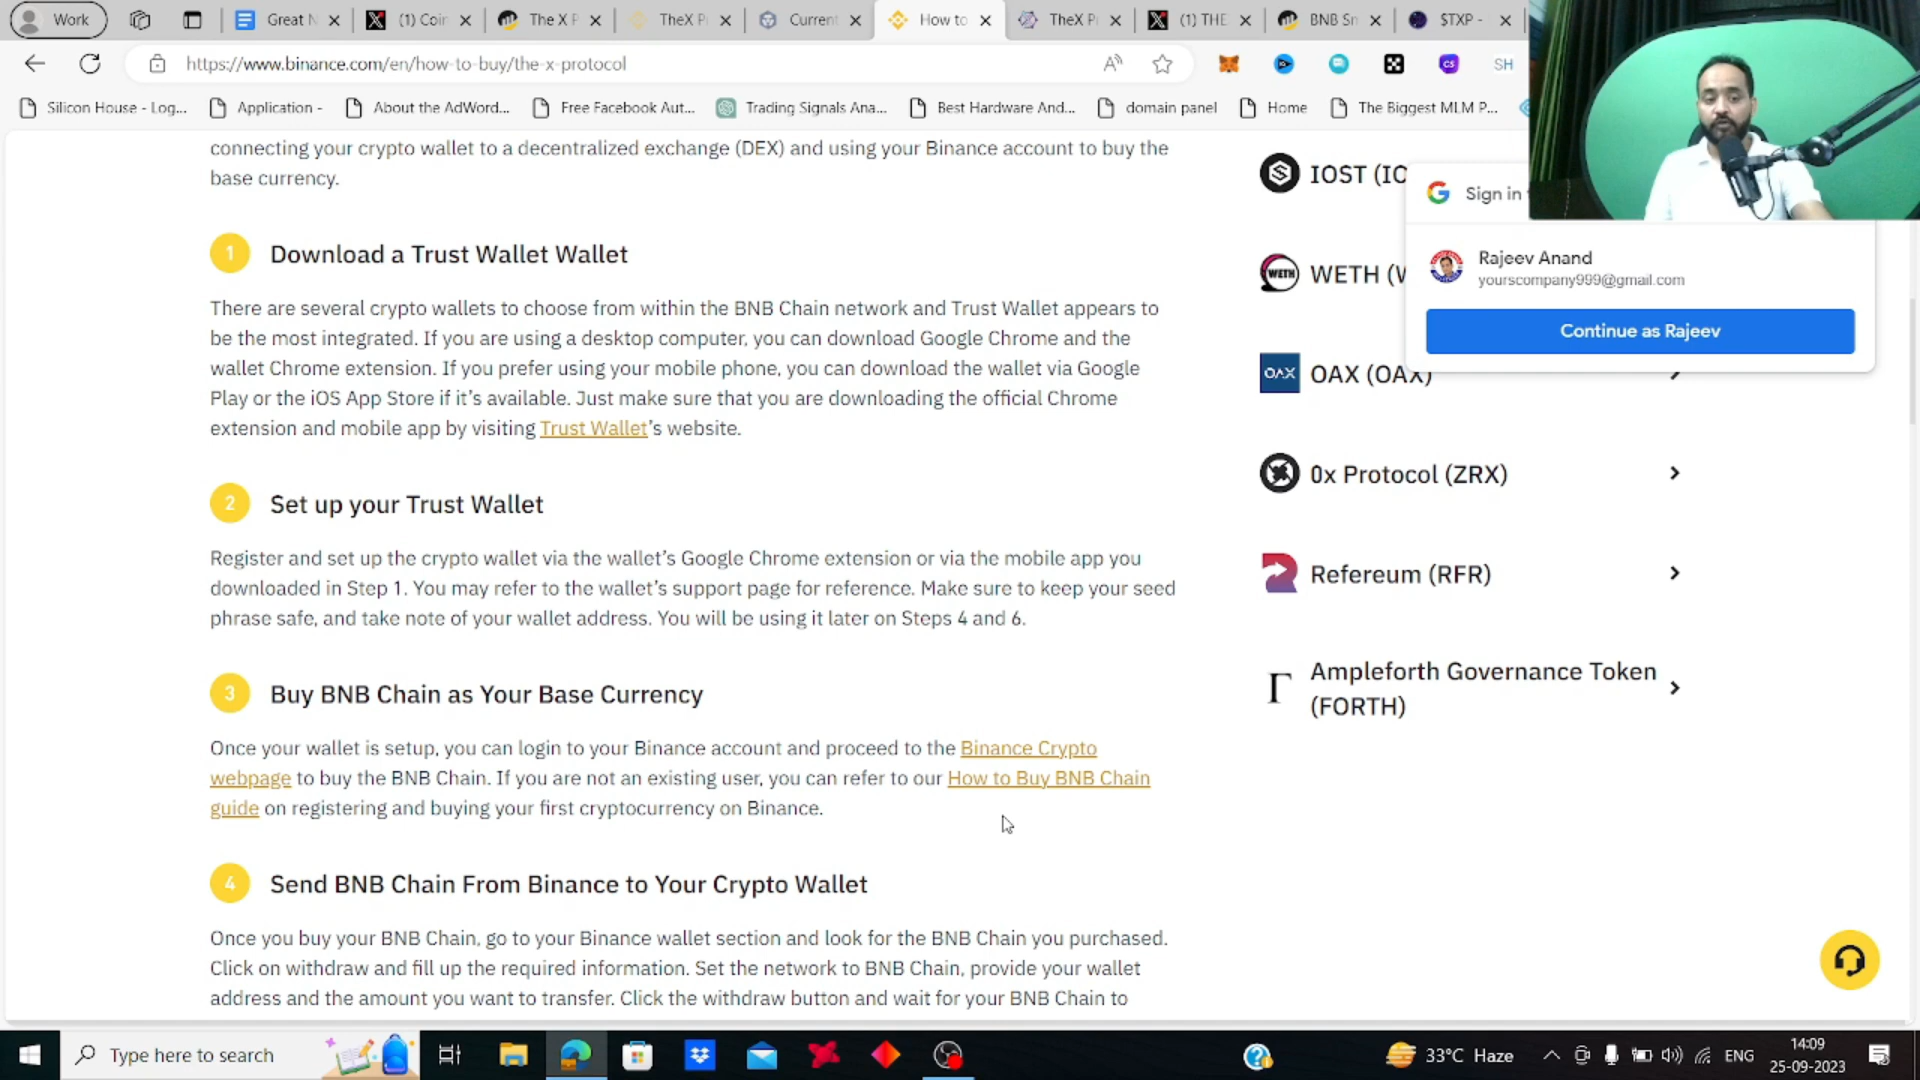 Work
Great N
(1) Coin
The X P
TheX Pr
Current
How to
TheX Pr
(1) THE
BNB Sm
$TXP -
https://www.binance.com/en/how-to-buy/the-x-protocol
SH
Silicon House - Log...
Application -
About the AdWord...
Free Facebook Aut...
Trading Signals Ana...
Best Hardware And...
domain panel
Home
The Biggest MLM P...
connecting your crypto wallet to a decentralized exchange (DEX) and using your Binance account to buy the
base currency.
1 Download a Trust Wallet Wallet
There are several crypto wallets to choose from within the BNB Chain network and Trust Wallet appears to
be the most integrated. If you are using a desktop computer, you can download Google Chrome and the
wallet Chrome extension. If you prefer using your mobile phone, you can download the wallet via Google
Play or the iOS App Store if it's available. Just make sure that you are downloading the official Chrome
extension and mobile app by visiting Trust Wallet's website.
2 Set up your Trust Wallet
Register and set up the crypto wallet via the wallet's Google Chrome extension or via the mobile app you
downloaded in Step 1. You may refer to the wallet's support page for reference. Make sure to keep your seed
phrase safe, and take note of your wallet address. You will be using it later on Steps 4 and 6.
3 Buy BNB Chain as Your Base Currency
Once your wallet is setup, you can login to your Binance account and proceed to the Binance Crypto
webpage to buy the BNB Chain. If you are not an existing user, you can refer to our How to Buy BNB Chain
guide on registering and buying your first cryptocurrency on Binance.
4 Send BNB Chain From Binance to Your Crypto Wallet
Once you buy your BNB Chain, go to your Binance wallet section and look for the BNB Chain you purchased.
Click on withdraw and fill up the required information. Set the network to BNB Chain, provide your wallet
address and the amount you want to transfer. Click the withdraw button and wait for your BNB Chain to
IOST (IO
WETH (W
OAX (OAX)
0x Protocol (ZRX)
Refereum (RFR)
Ampleforth Governance Token
(FORTH)
Sign in
Rajeev Anand
yourscompany999@gmail.com
Continue as Rajeev
Type here to search
33°C Haze
ENG
14:09
25-09-2023